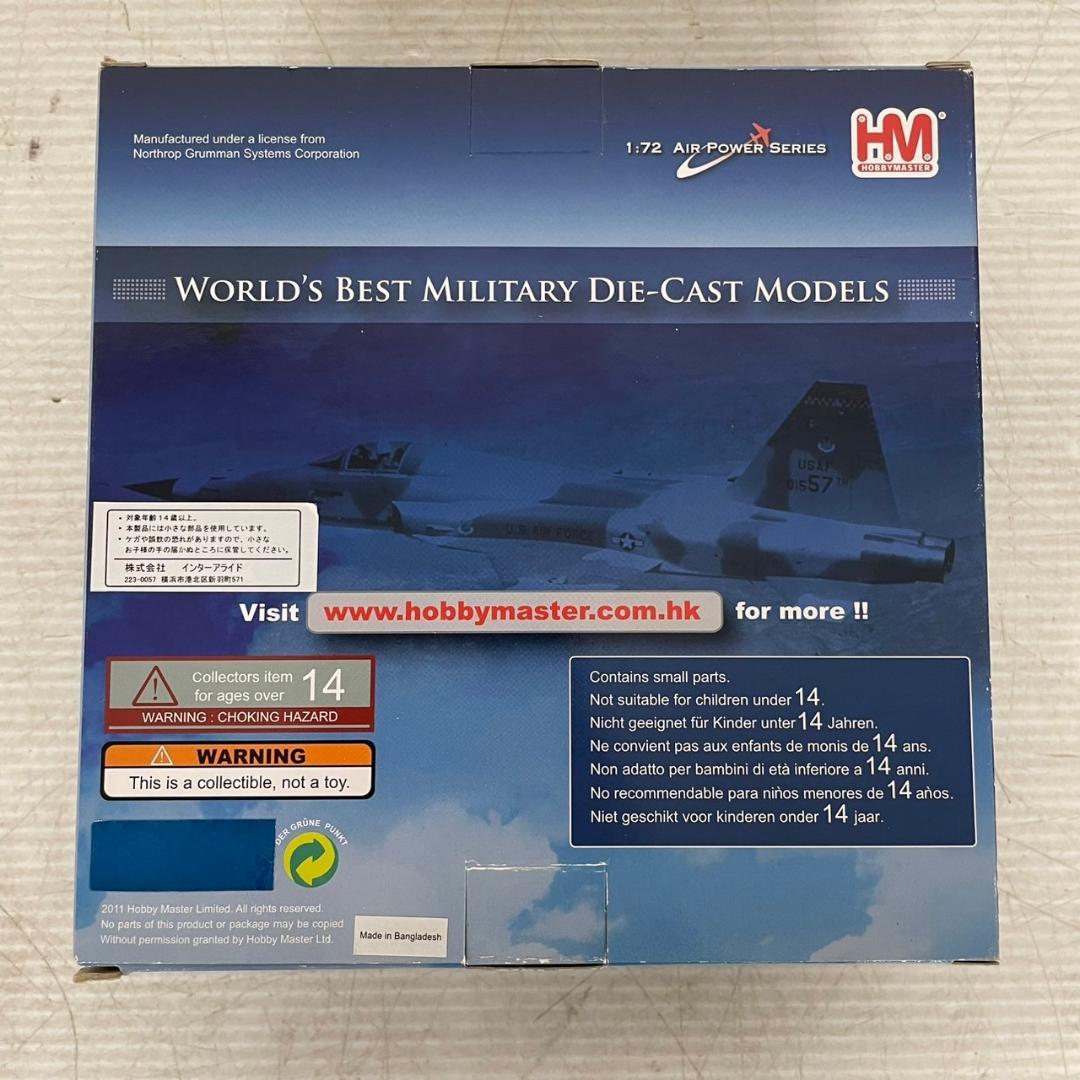 Manufactured under a license from
Northrop Grumman Systems Corporation
1:72 AIR POWER SERIES
HM
HOBBYMASTER
WORLD'S BEST MILITARY DIE-CAST MODELS
USAF
01557TH
U.S. AIR FORCE
・対象年齢14歳以上。
・本製品には小さな部品を使用しています。
・ケガや誤飲の恐れがありますので、小さな
お子様の手の届かぬところに保管してください。
株式会社 インターアライド
223-0057 横浜市港北区新羽町571
Visit www.hobbymaster.com.hk for more !!
Collectors item
for ages over 14
WARNING : CHOKING HAZARD
WARNING
This is a collectible, not a toy.
Contains small parts.
Not suitable for children under 14.
Nicht geeignet für Kinder unter 14 Jahren.
Ne convient pas aux enfants de monis de 14 ans.
Non adatto per bambini di età inferiore a 14 anni.
No recommendable para niños menores de 14 años.
Niet geschikt voor kinderen onder 14 jaar.
DER GRÜNE PUNKT
2011 Hobby Master Limited. All rights reserved.
No parts of this product or package may be copied
Without permission granted by Hobby Master Ltd.
Made in Bangladesh